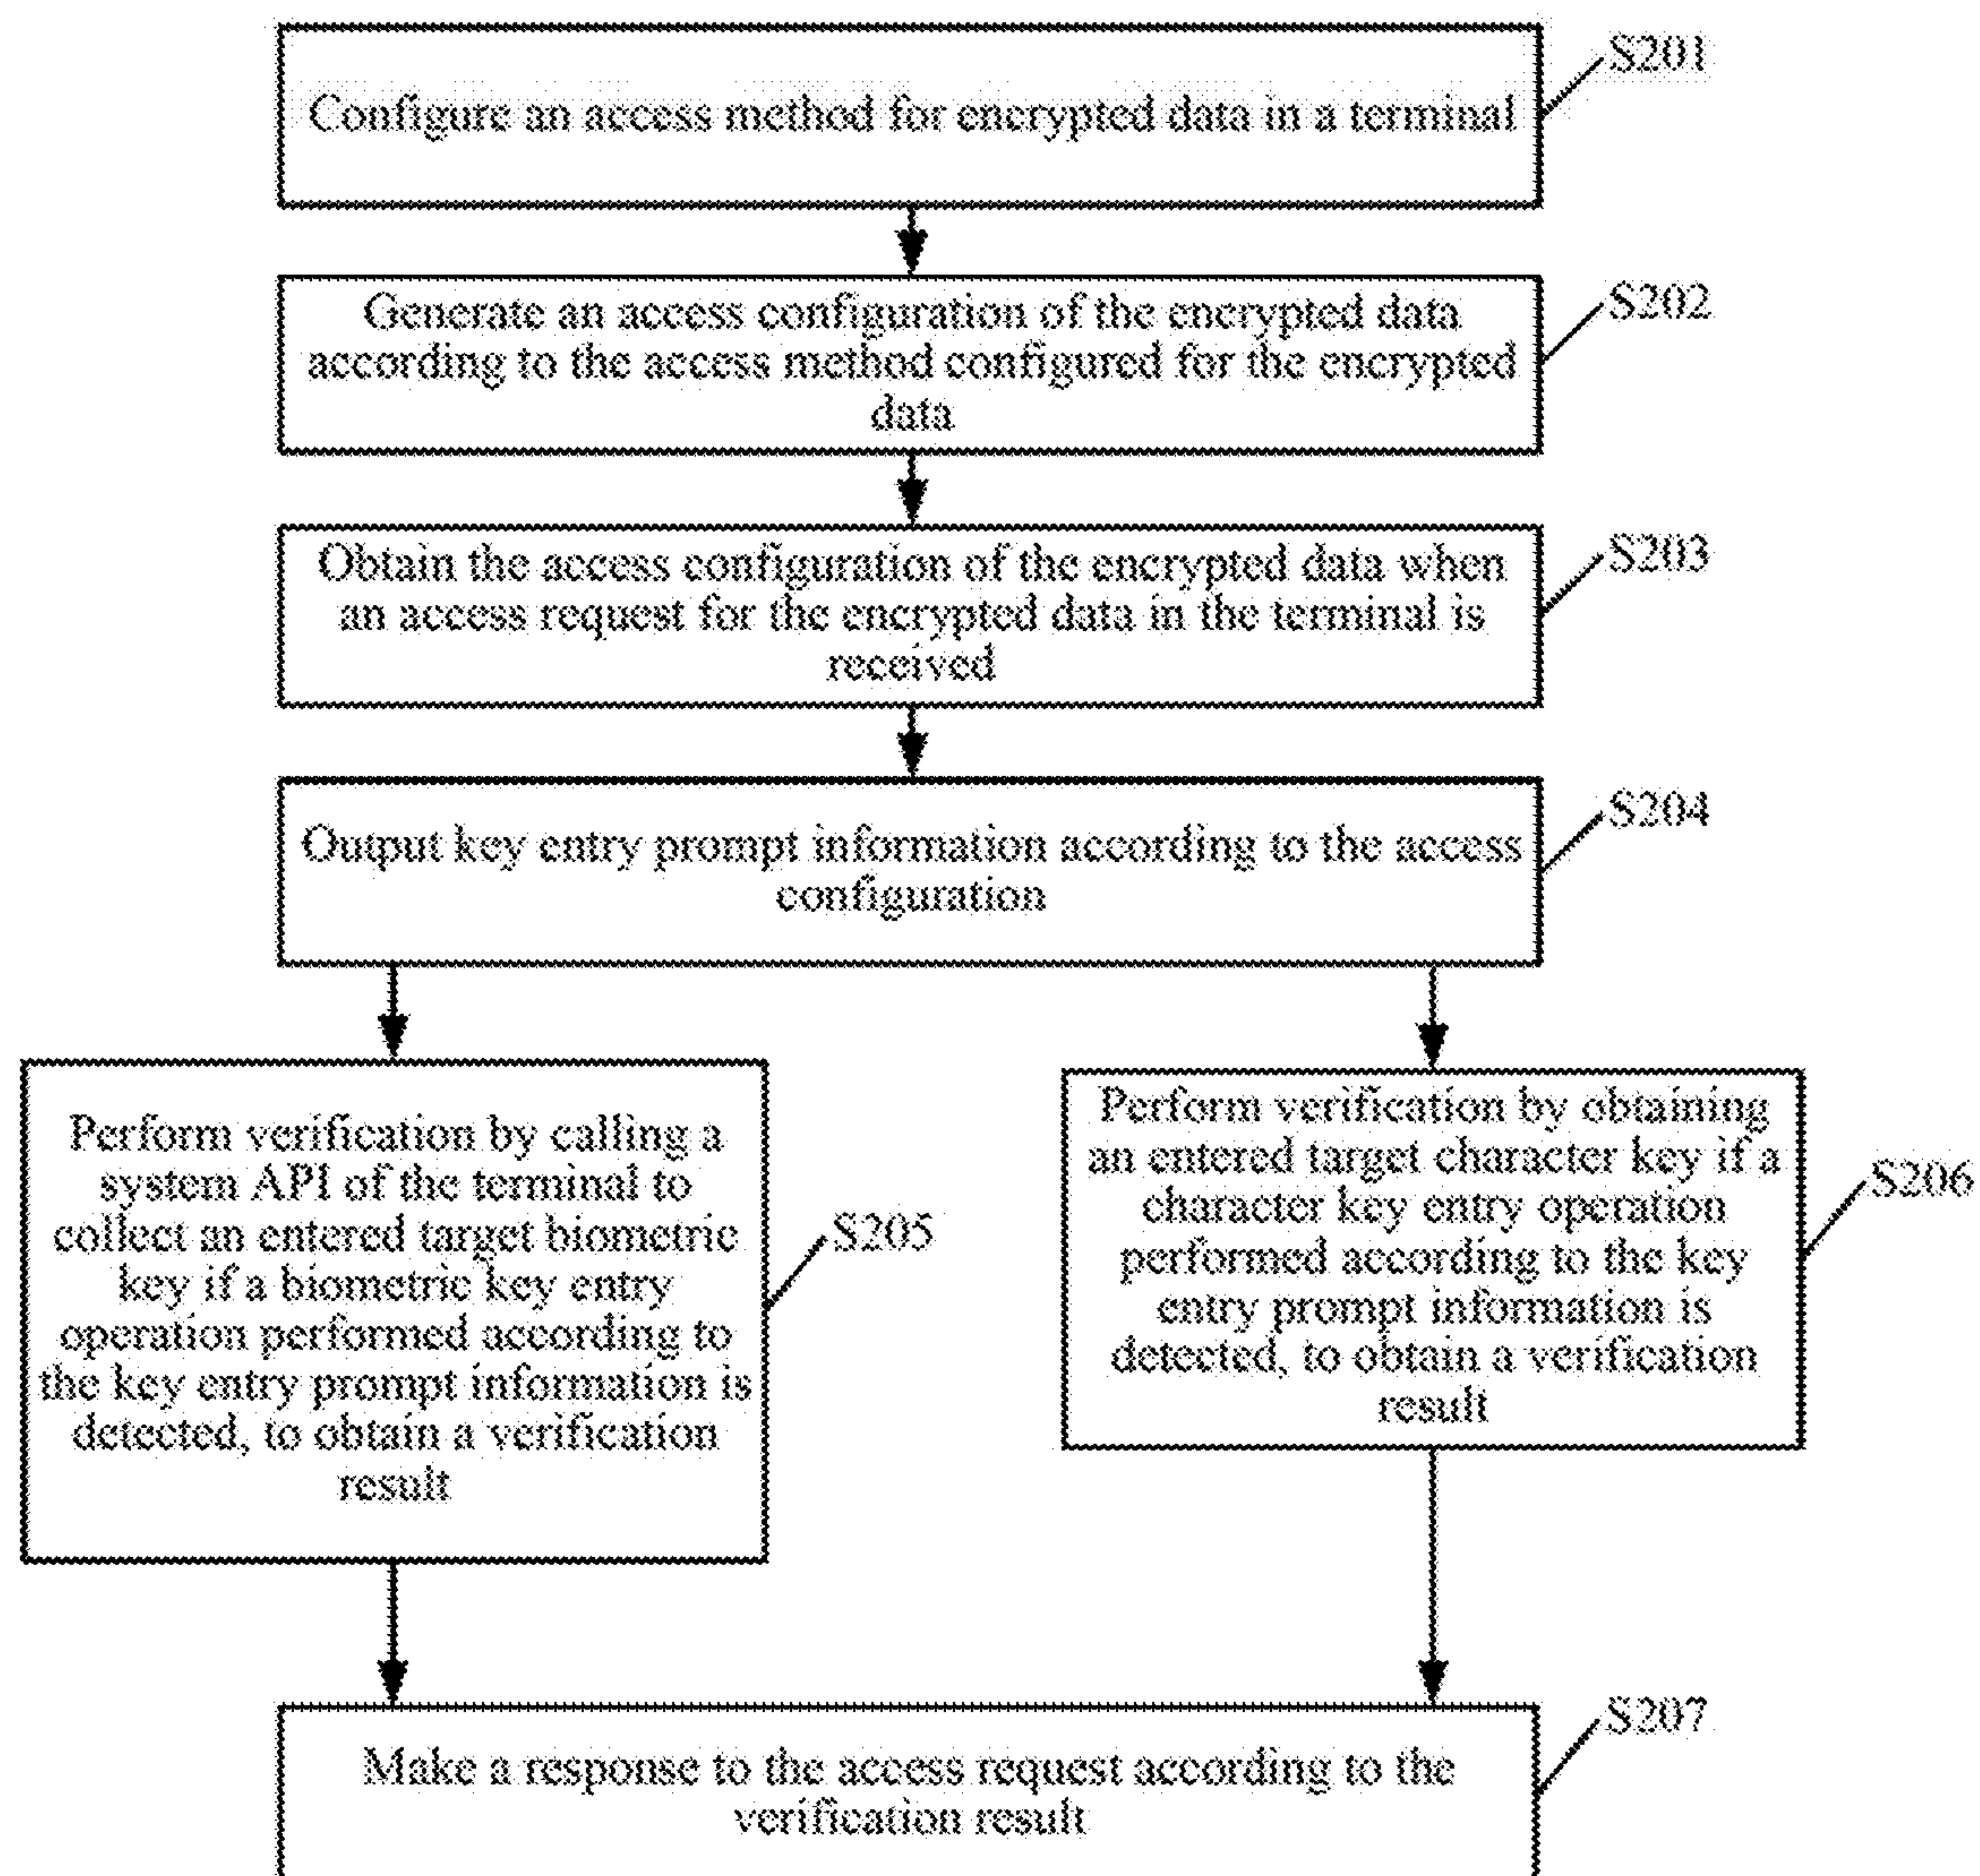 S201
Configure an access method for encrypted data in a terminal
S202
Generate an access configuration of the encrypted data
according to the access method configured for the encrypted
data
S203
Obtain the access configuration of the encrypted data when
an access request for the encrypted data in the terminal is
received
S204
Output key entry prompt information according to the access
configuration
Perform verification by calling a
system API of the terminal to
collect an entered target biometric
key if a biometric key entry
operation performed according to
the key entry prompt information is
detected, to obtain a verification
result
S205
Perform verification by obtaining
an entered target character key if a
character key entry operation
performed according to the key
entry prompt information is
detected, to obtain a verification
result
S206
S207
Make a response to the access request according to the
verification result